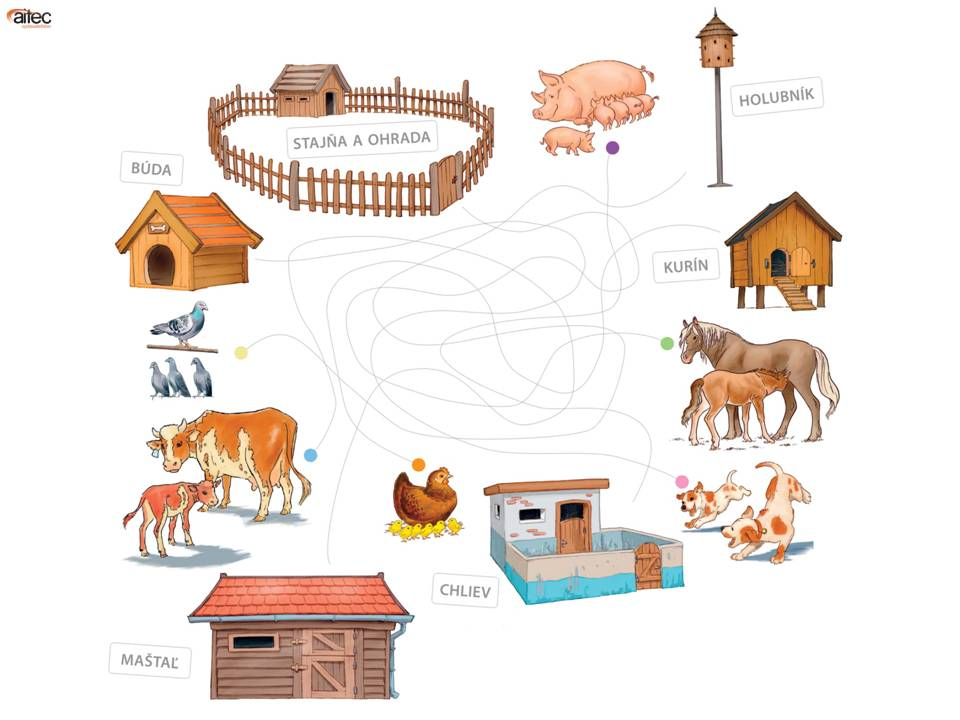 aitec
HOLUBNÍK
STAJŇA A OHRADA
BÚDA
KURÍN
CHLIEV
MAŠTAĽ